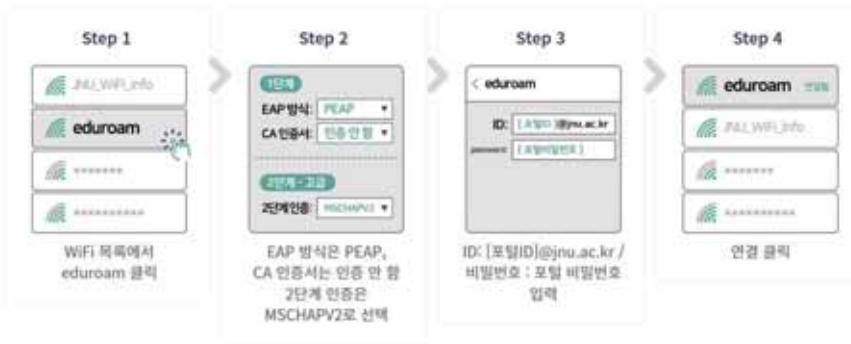 Step 1
JNU_WiFi_Info
eduroam
*******
**********
WiFi 목록에서
eduroam 클릭
Step 2
1단계
EAP 방식: PEAP
CA 인증서: 인증 안 함
2단계 - 고급
2단계 인증: MSCHAPV2
EAP 방식은 PEAP,
CA 인증서는 인증 안 함
2단계 인증은
MSCHAPV2로 선택
Step 3
< eduroam
ID: [ 포털ID ]@jnu.ac.kr
password: [ 포털비밀번호 ]
ID: [포털ID]@jnu.ac.kr /
비밀번호 : 포털 비밀번호
입력
Step 4
eduroam 연결됨
JNU_WiFi_Info
*******
**********
연결 클릭